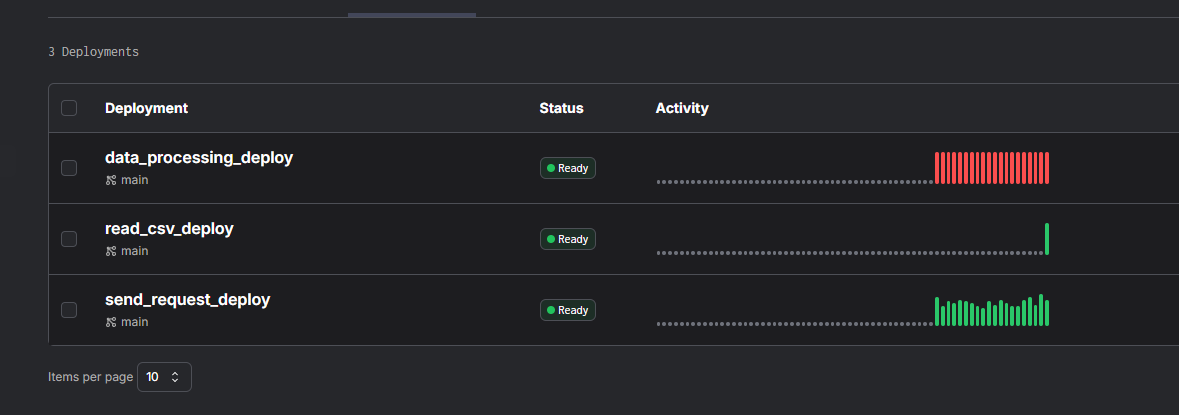 3 Deployments
Deployment Status Activity
data_processing_deploy
main
Ready
read_csv_deploy
main
Ready
send_request_deploy
main
Ready
Items per page 10